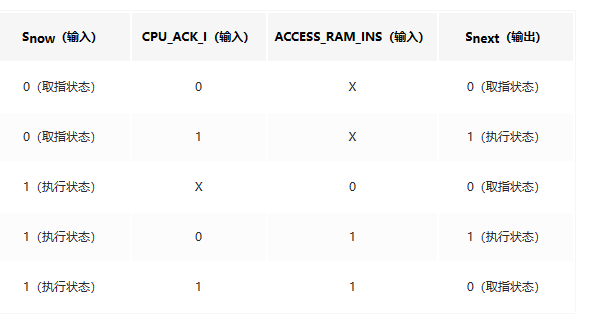 Snow（输入） CPU_ACK_I（输入） ACCESS_RAM_INS（输入） Snext（输出）
0（取指状态） 0 X 0（取指状态）
0（取指状态） 1 X 1（执行状态）
1（执行状态） X 0 0（取指状态）
1（执行状态） 0 1 1（执行状态）
1（执行状态） 1 1 0（取指状态）